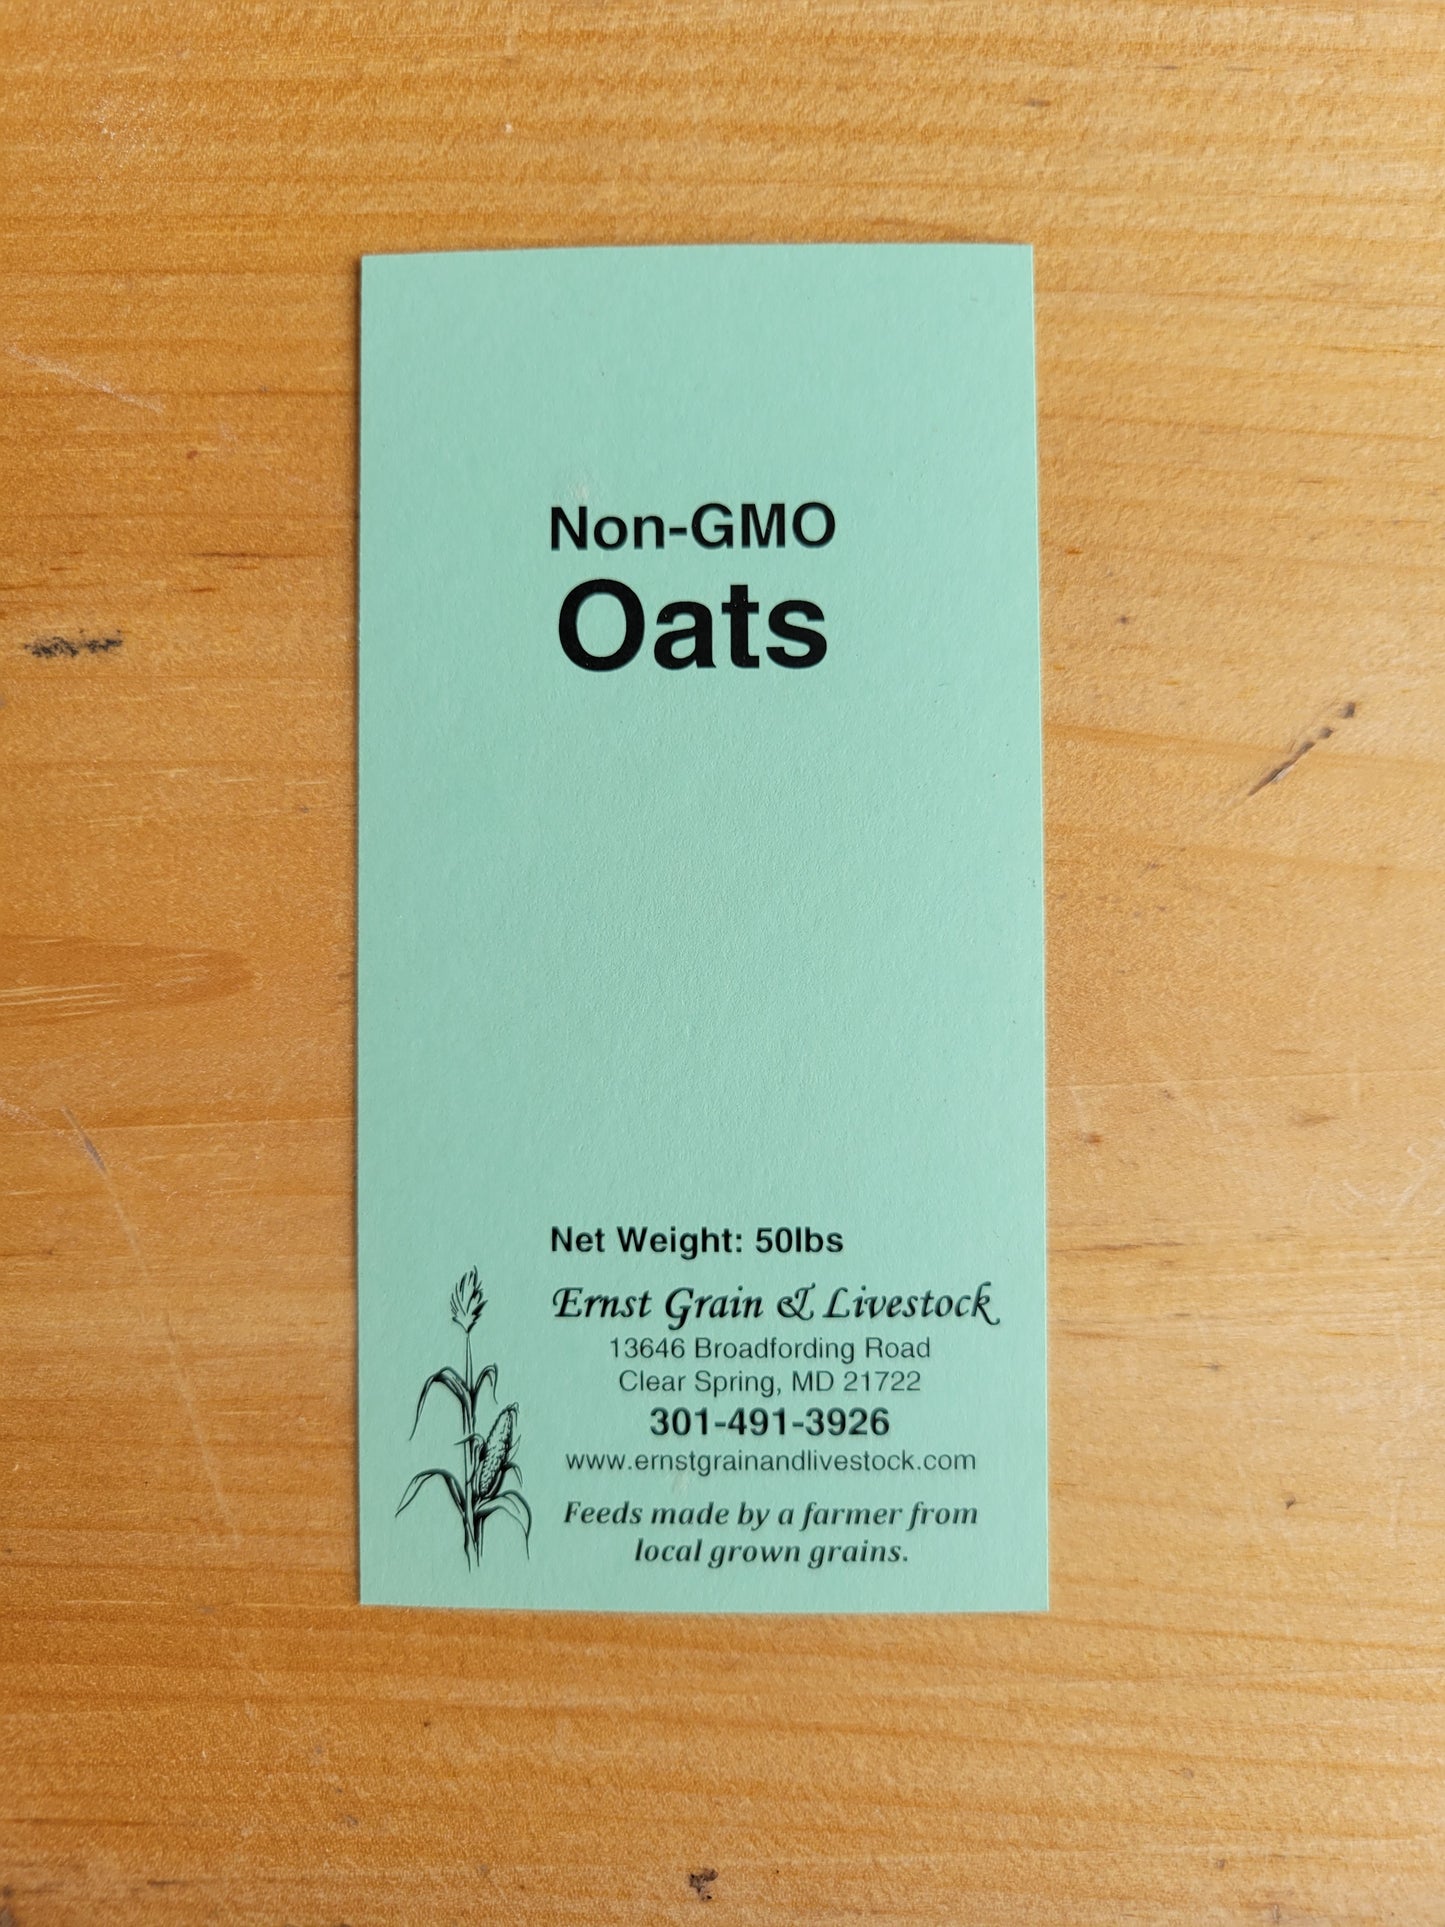 Non-GMO
Oats
Net Weight: 50lbs
Ernst Grain & Livestock
13646 Broadfording Road
Clear Spring, MD 21722
301-491-3926
www.ernstgrainandlivestock.com
Feeds made by a farmer from
local grown grains.